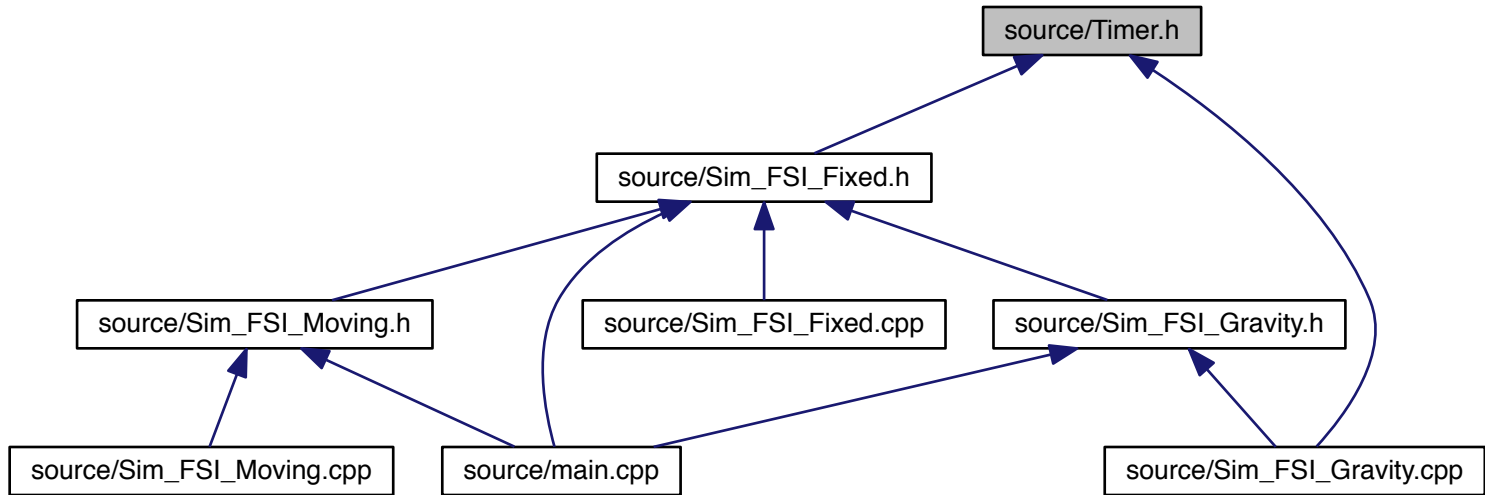 source/Timer.h
source/Sim_FSI_Fixed.h
source/Sim_FSI_Moving.h
source/Sim_FSI_Fixed.cpp
source/Sim_FSI_Gravity.h
source/Sim_FSI_Moving.cpp
source/main.cpp
source/Sim_FSI_Gravity.cpp